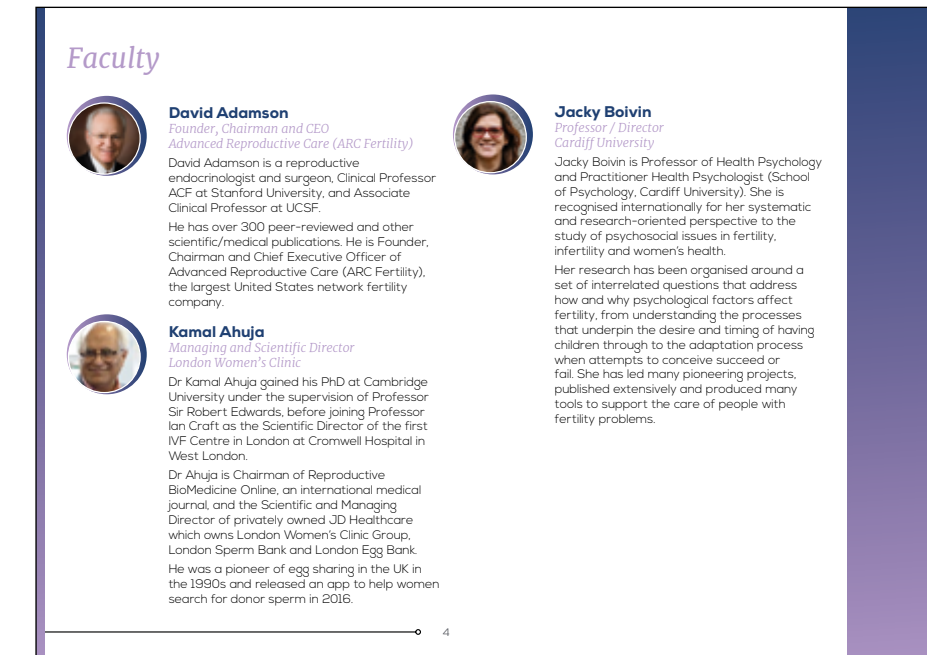 Faculty
David Adamson
Founder, Chairman and CEO
Advanced Reproductive Care (ARC Fertility)
David Adamson is a reproductive
endocrinologist and surgeon, Clinical Professor
ACF at Stanford University, and Associate
Clinical Professor at UCSF.
He has over 300 peer-reviewed and other
scientific/medical publications. He is Founder,
Chairman and Chief Executive Officer of
Advanced Reproductive Care (ARC Fertility),
the largest United States network fertility
company.
Kamal Ahuja
Managing and Scientific Director
London Women's Clinic
Dr Kamal Ahuja gained his PhD at Cambridge
University under the supervision of Professor
Sir Robert Edwards, before joining Professor
Ian Craft as the Scientific Director of the first
IVF Centre in London at Cromwell Hospital in
West London.
Dr Ahuja is Chairman of Reproductive
BioMedicine Online, an international medical
journal, and the Scientific and Managing
Director of privately owned JD Healthcare
which owns London Women's Clinic Group,
London Sperm Bank and London Egg Bank.
He was a pioneer of egg sharing in the UK in
the 1990s and released an app to help women
search for donor sperm in 2016.
Jacky Boivin
Professor / Director
Cardiff University
Jacky Boivin is Professor of Health Psychology
and Practitioner Health Psychologist (School
of Psychology, Cardiff University). She is
recognised internationally for her systematic
and research-oriented perspective to the
study of psychosocial issues in fertility,
infertility and women's health.
Her research has been organised around a
set of interrelated questions that address
how and why psychological factors affect
fertility, from understanding the processes
that underpin the desire and timing of having
children through to the adaptation process
when attempts to conceive succeed or
fail. She has led many pioneering projects,
published extensively and produced many
tools to support the care of people with
fertility problems.
4